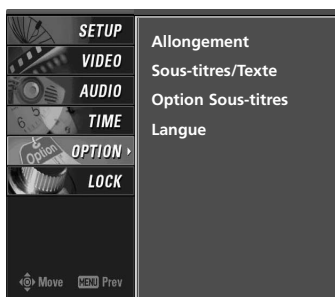 SETUP
VIDEO
AUDIO
TIME
OPTION
LOCK
Move MENU Prev
Allongement
Sous-titres/Texte
Option Sous-titres
Langue